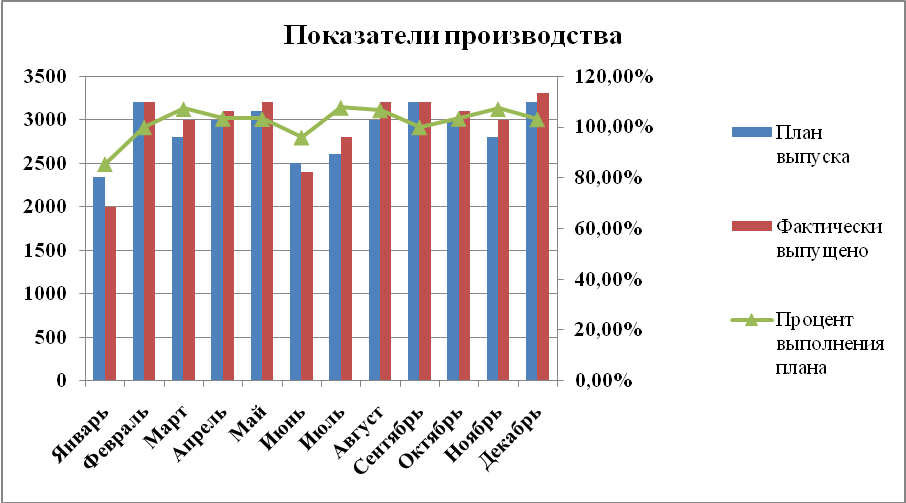 Показатели производства
3500
3000
2500
2000
1500
1000
500
0
120,00%
100,00%
80,00%
60,00%
40,00%
20,00%
0,00%
Январь
Февраль
Март
Апрель
Май
Июнь
Июль
Август
Сентябрь
Октябрь
Ноябрь
Декабрь
План
выпуска
Фактически
выпущено
Процент
выполнения
плана